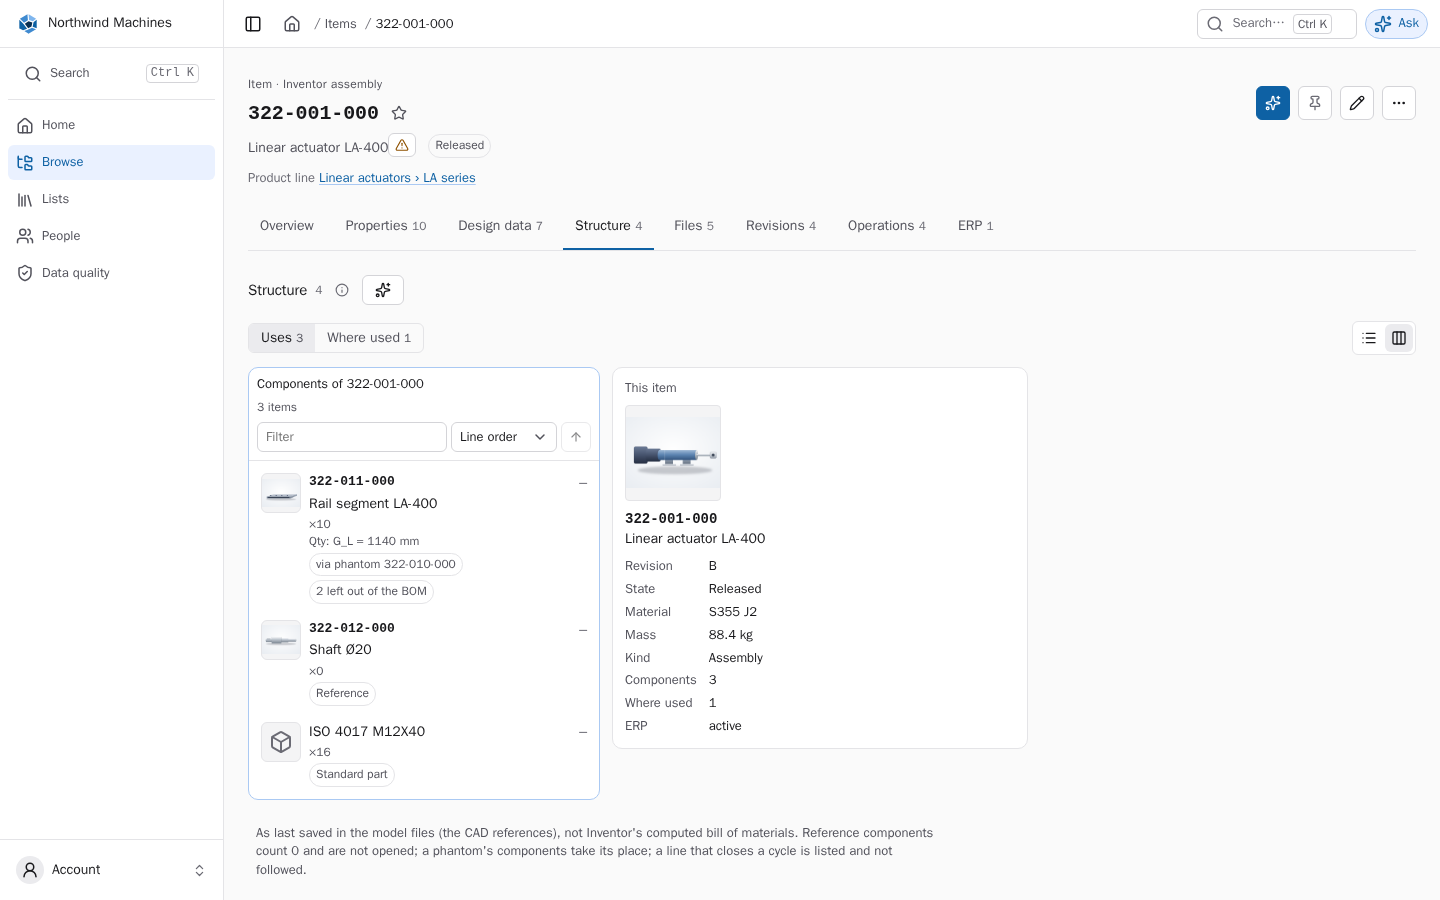 Northwind Machines
/ Items / 322-001-000
Search··· Ctrl K
Ask
Search Ctrl K
Home
Browse
Lists
People
Data quality
Account
Item · Inventor assembly
322-001-000
Linear actuator LA-400
Released
Product line Linear actuators › LA series
Overview
Properties 10
Design data 7
Structure 4
Files 5
Revisions 4
Operations 4
ERP 1
Structure 4
Uses 3
Where used 1
Components of 322-001-000
3 items
Filter
Line order
322-011-000 –
Rail segment LA-400
×10
Qty: G_L = 1140 mm
via phantom 322-010-000
2 left out of the BOM
322-012-000 –
Shaft Ø20
×0
Reference
ISO 4017 M12X40 –
×16
Standard part
This item
322-001-000
Linear actuator LA-400
Revision B
State Released
Material S355 J2
Mass 88.4 kg
Kind Assembly
Components 3
Where used 1
ERP active
As last saved in the model files (the CAD references), not Inventor's computed bill of materials. Reference components
count 0 and are not opened; a phantom's components take its place; a line that closes a cycle is listed and not
followed.